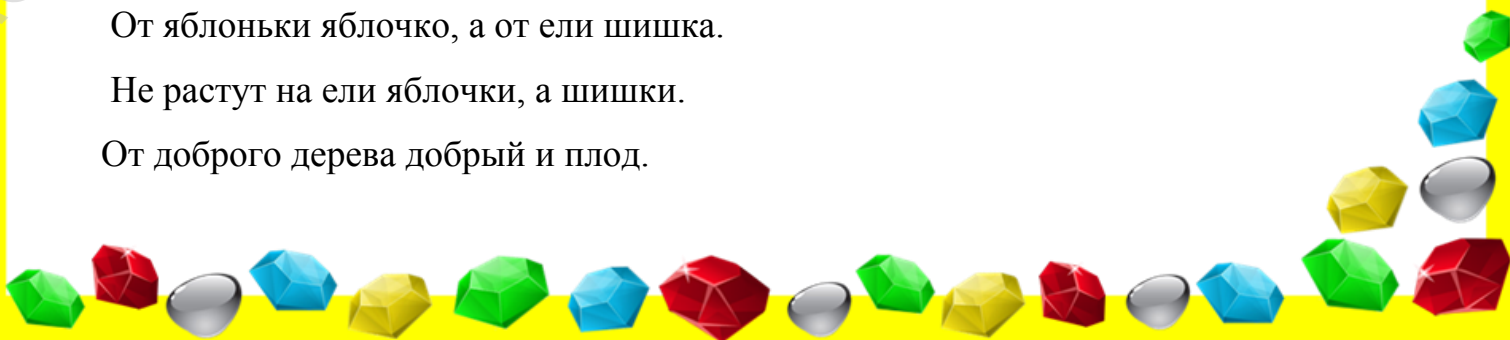 От яблоньки яблочко, а от ели шишка.
Не растут на ели яблочки, а шишки.
От доброго дерева добрый и плод.